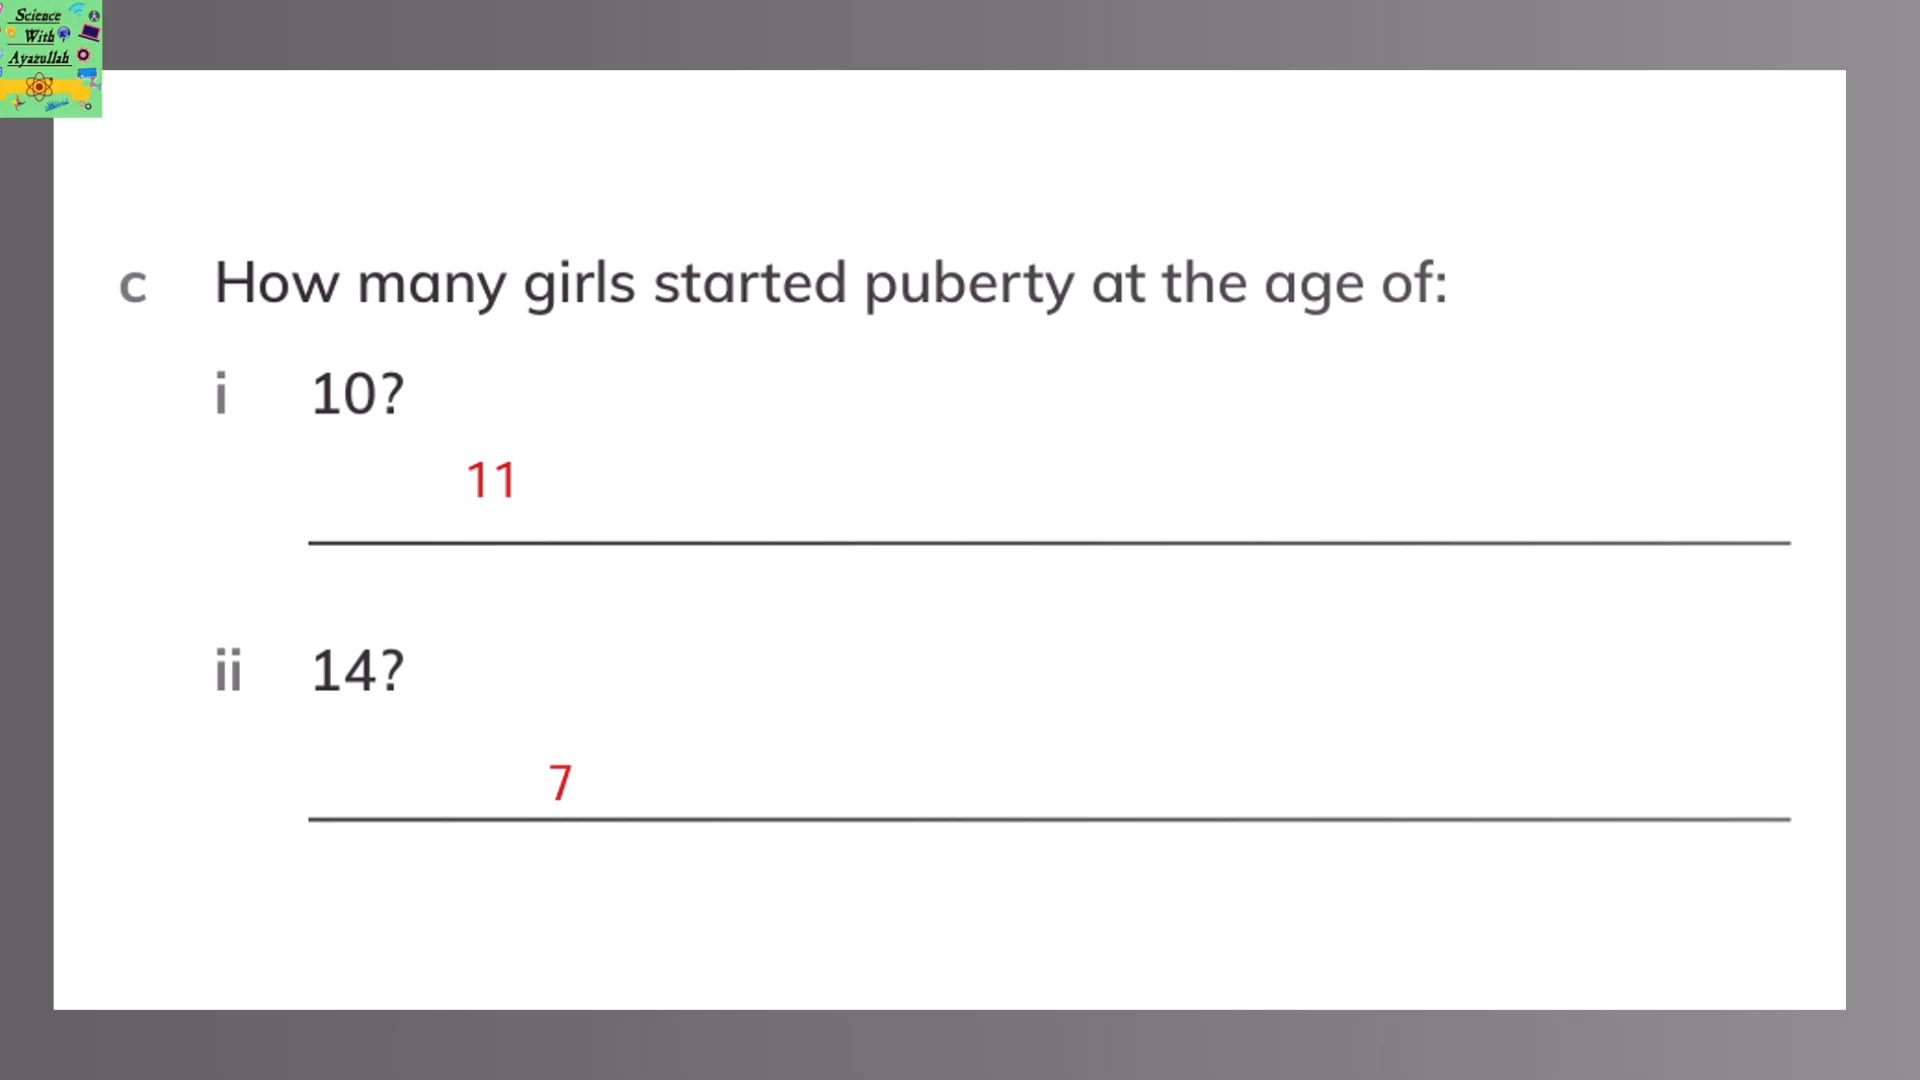 Science
With
Ayazullah
c How many girls started puberty at the age of:
i 10?
11
ii 14?
7